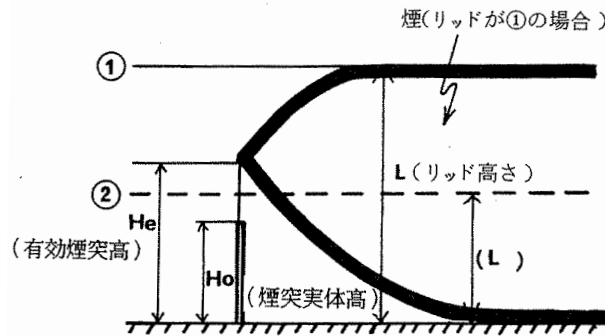 煙(リッドが①の場合)
①
L(リッド高さ)
②
He
(有効煙突高)
(L )
Ho
(煙突実体高)